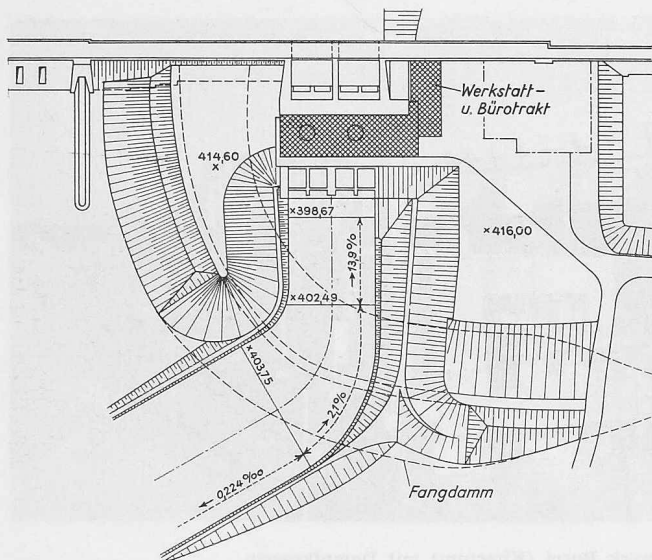 Werkstatt-
u. Bürotrakt
414,60
398,67
416,00
13,9%
402,49
403,75
2,1%
0,224‰
Fangdamm